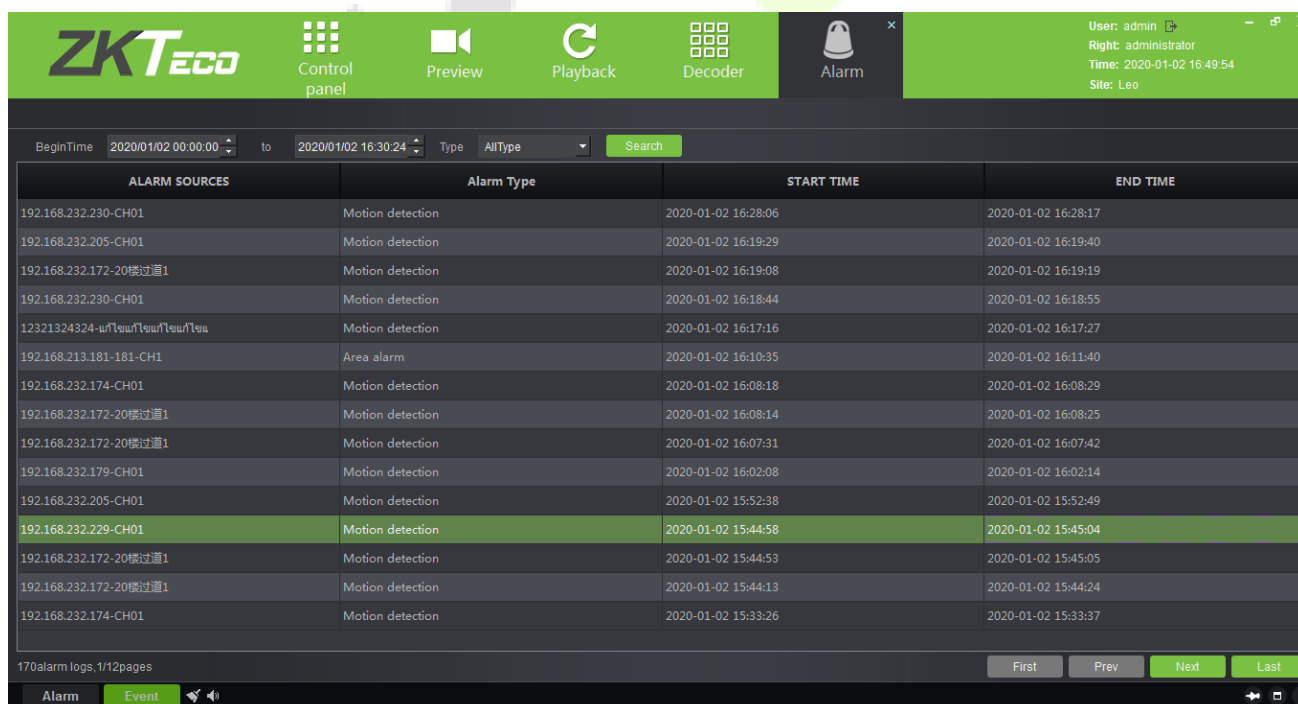 ZKTECO
Control panel
Preview
Playback
Decoder
Alarm
×
User: admin
Right: administrator
Time: 2020-01-02 16:49:54
Site: Leo
BeginTime 2020/01/02 00:00:00 to 2020/01/02 16:30:24 Type AllType Search
ALARM SOURCES Alarm Type START TIME END TIME
192.168.232.230-CH01 Motion detection 2020-01-02 16:28:06 2020-01-02 16:28:17
192.168.232.205-CH01 Motion detection 2020-01-02 16:19:29 2020-01-02 16:19:40
192.168.232.172-20楼过道1 Motion detection 2020-01-02 16:19:08 2020-01-02 16:19:19
192.168.232.230-CH01 Motion detection 2020-01-02 16:18:44 2020-01-02 16:18:55
12321324324-แก้ไขแก้ไขแก้ไขแก้ไขแ Motion detection 2020-01-02 16:17:16 2020-01-02 16:17:27
192.168.213.181-181-CH1 Area alarm 2020-01-02 16:10:35 2020-01-02 16:11:40
192.168.232.174-CH01 Motion detection 2020-01-02 16:08:18 2020-01-02 16:08:29
192.168.232.172-20楼过道1 Motion detection 2020-01-02 16:08:14 2020-01-02 16:08:25
192.168.232.172-20楼过道1 Motion detection 2020-01-02 16:07:31 2020-01-02 16:07:42
192.168.232.179-CH01 Motion detection 2020-01-02 16:02:08 2020-01-02 16:02:14
192.168.232.205-CH01 Motion detection 2020-01-02 15:52:38 2020-01-02 15:52:49
192.168.232.229-CH01 Motion detection 2020-01-02 15:44:58 2020-01-02 15:45:04
192.168.232.172-20楼过道1 Motion detection 2020-01-02 15:44:53 2020-01-02 15:45:05
192.168.232.172-20楼过道1 Motion detection 2020-01-02 15:44:13 2020-01-02 15:44:24
192.168.232.174-CH01 Motion detection 2020-01-02 15:33:26 2020-01-02 15:33:37
170alarm logs,1/12pages First Prev Next Last
Alarm Event